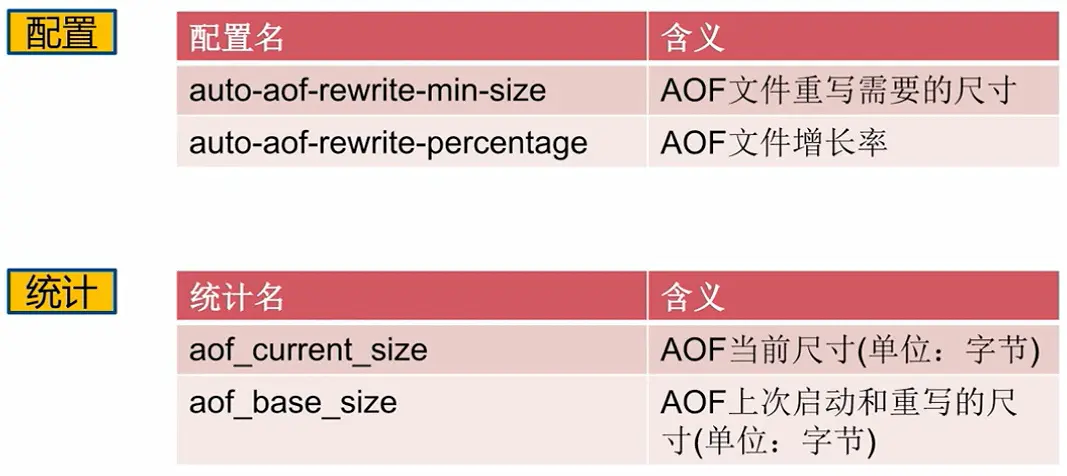 配置
配置名 含义
auto-aof-rewrite-min-size AOF文件重写需要的尺寸
auto-aof-rewrite-percentage AOF文件增长率
统计
统计名 含义
aof_current_size AOF当前尺寸(单位：字节)
aof_base_size AOF上次启动和重写的尺
寸(单位：字节)